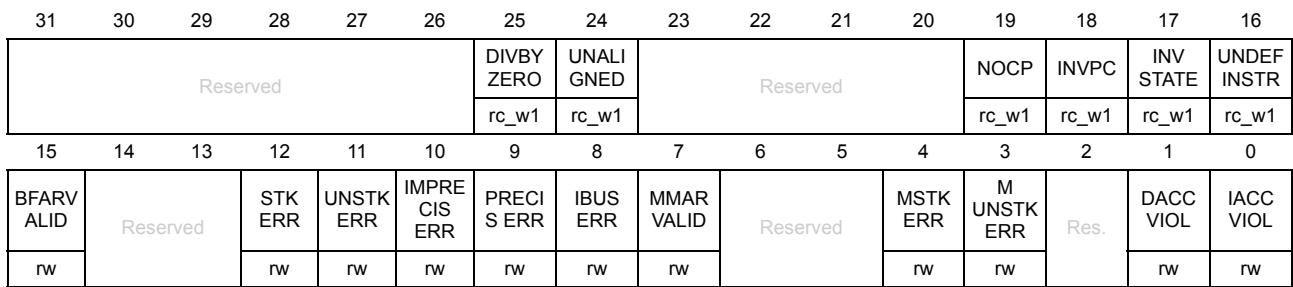 31 30 29 28 27 26 25 24 23 22 21 20 19 18 17 16
Reserved DIVBY ZERO UNALI GNED Reserved NOCP INVPC INV STATE UNDEF INSTR
rc_w1 rc_w1 rc_w1 rc_w1 rc_w1 rc_w1
15 14 13 12 11 10 9 8 7 6 5 4 3 2 1 0
BFARV ALID Reserved STK ERR UNSTK ERR IMPRE CIS ERR PRECI S ERR IBUS ERR MMAR VALID Reserved MSTK ERR M UNSTK ERR Res. DACC VIOL IACC VIOL
rw rw rw rw rw rw rw rw rw rw rw